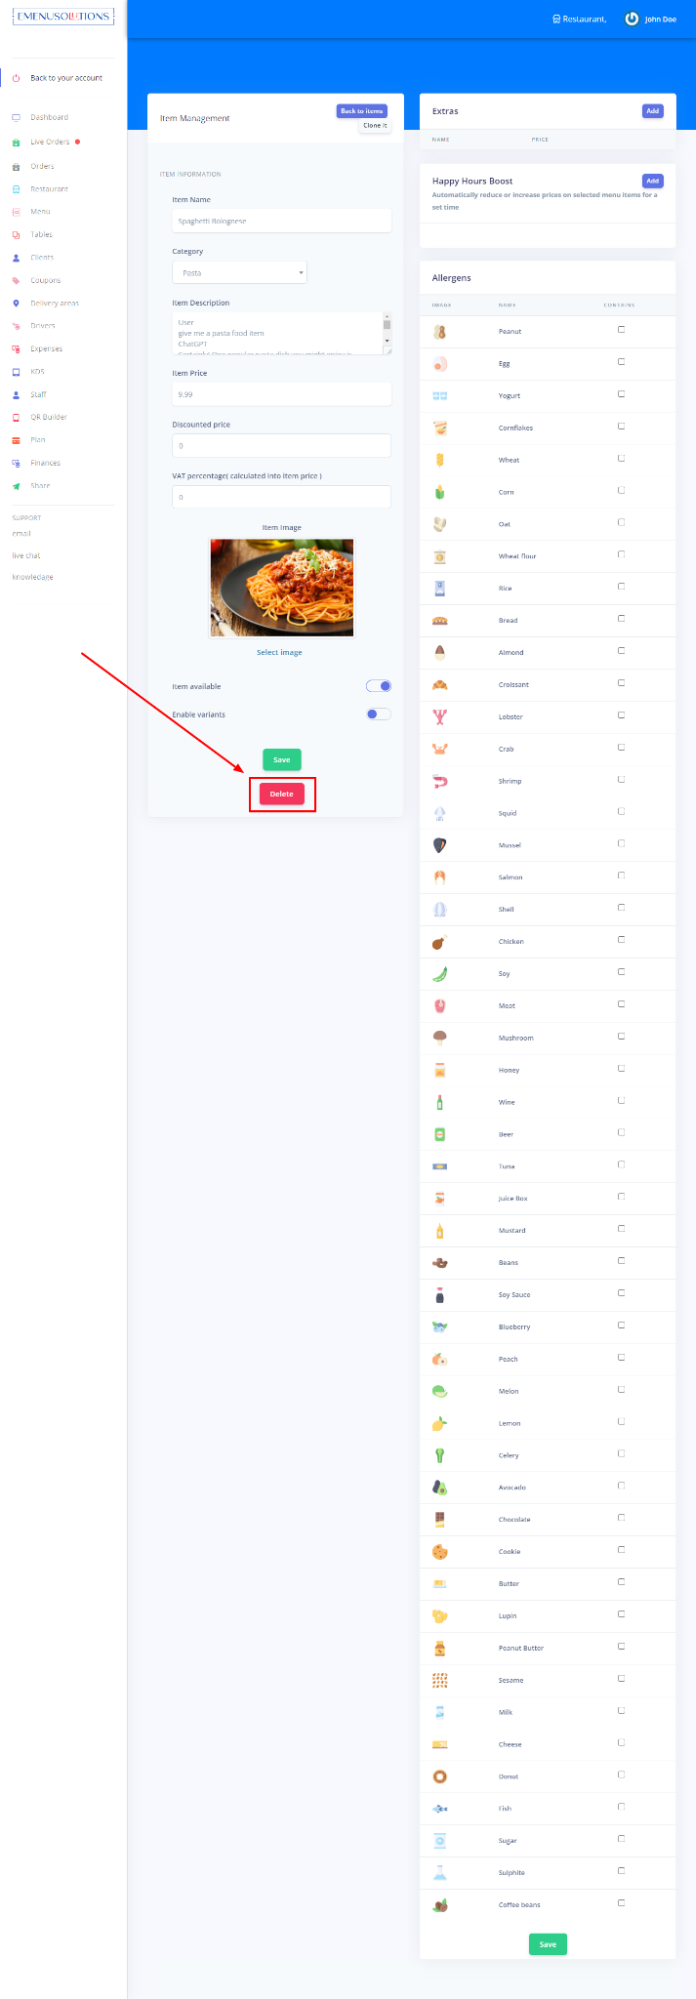 EMENUSOLUTIONS
Restaurant,
John Doe
Back to your account
Dashboard
Live Orders
Orders
Restaurant
Menu
Tables
Clients
Coupons
Delivery areas
Drivers
Expenses
KDS
Staff
QR Builder
Plan
Finances
Share
SUPPORT
email
live chat
knowledge
Item Management
Back to items
Clone it
ITEM INFORMATION
Item Name
Spaghetti Bolognese
Category
Pasta
Item Description
User
give me a pasta food item
ChatGPT
Item Price
9.99
Discounted price
0
VAT percentage( calculated into item price )
0
Item Image
Select image
Item available
Enable variants
Save
Delete
Extras
Add
NAME PRICE
Happy Hours Boost
Add
Automatically reduce or increase prices on selected menu items for a
set time
Allergens
IMAGE NAME CONTAINS
Peanut
Egg
Yogurt
Cornflakes
Wheat
Corn
Oat
Wheat flour
Rice
Bread
Almond
Croissant
Lobster
Crab
Shrimp
Squid
Mussel
Salmon
Shell
Chicken
Soy
Meat
Mushroom
Honey
Wine
Beer
Tuna
Juice Box
Mustard
Beans
Soy Sauce
Blueberry
Peach
Melon
Lemon
Celery
Avocado
Chocolate
Cookie
Butter
Lupin
Peanut Butter
Sesame
Milk
Cheese
Donut
Fish
Sugar
Sulphite
Coffee beans
Save